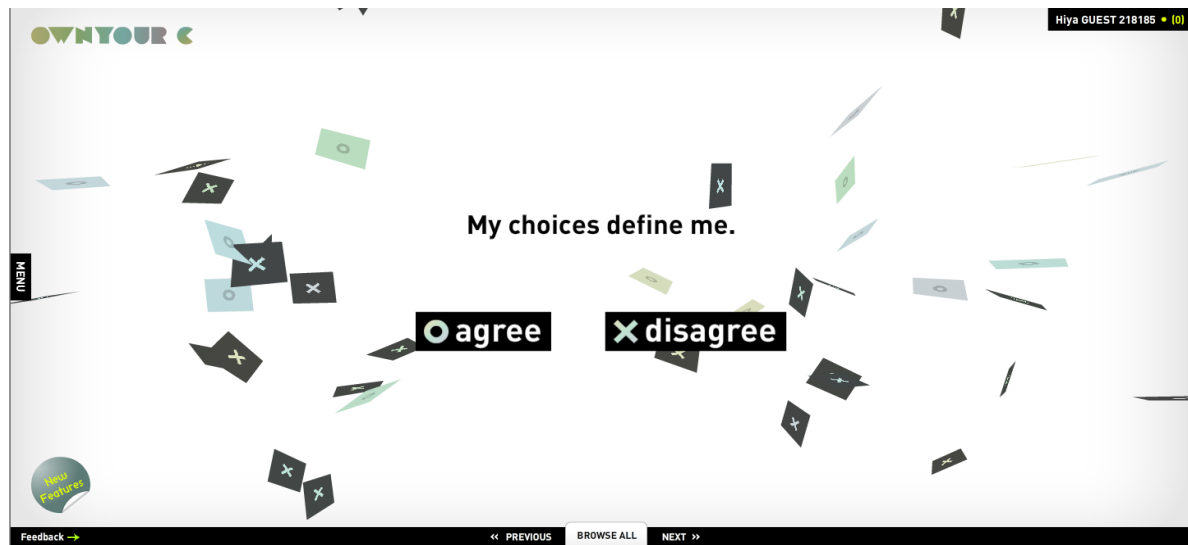 OWNYOUR C
Hiya GUEST 218185 • (0)
MENU
My choices define me.
O agree
X disagree
New
Features
Feedback →
<< PREVIOUS
BROWSE ALL
NEXT >>